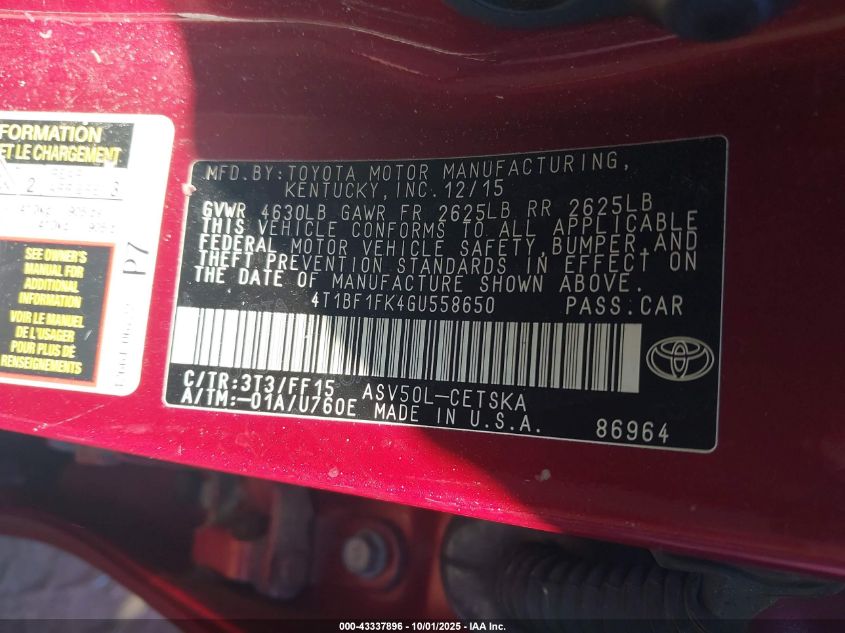 FORMATION
ET LE CHARGEMENT
SEE OWNER'S
MANUAL FOR
ADDITIONAL
INFORMATION
VOIR LE MANUEL
DE L'USAGER
POUR PLUS DE
RENSEIGNEMENTS
P7
MFD.BY:TOYOTA MOTOR MANUFACTURING,
KENTUCKY,INC.12/15
GVWR 4630LB GAWR FR 2625LB RR 2625LB
THIS VEHICLE CONFORMS TO ALL APPLICABLE
FEDERAL MOTOR VEHICLE SAFETY,BUMPER,AND
THEFT PREVENTION STANDARDS IN EFFECT ON
THE DATE OF MANUFACTURE SHOWN ABOVE.
4T1BF1FK4GU558650 PASS.CAR
C/TR:3T3/FF15 ASV50L-CETSKA
A/TM:-01A/U760E MADE IN U.S.A.
86964
000-43337896 - 10/01/2025 - IAA Inc.